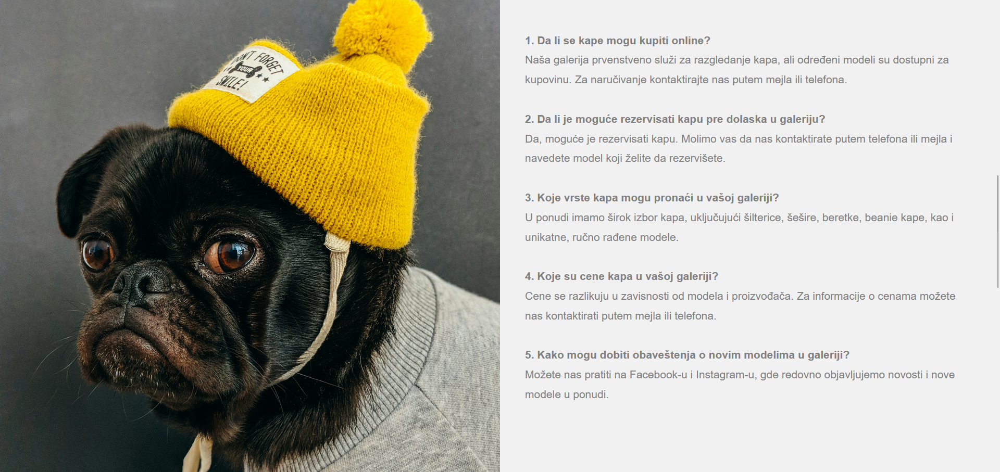 DON'T FORGET
YOUR
SMILE!
1. Da li se kape mogu kupiti online?
Naša galerija prvenstveno služi za razgledanje kapa, ali određeni modeli su dostupni za
kupovinu. Za naručivanje kontaktirajte nas putem mejla ili telefona.
2. Da li je moguće rezervisati kapu pre dolaska u galeriju?
Da, moguće je rezervisati kapu. Molimo vas da nas kontaktirate putem telefona ili mejla i
navedete model koji želite da rezervišete.
3. Koje vrste kapa mogu pronaći u vašoj galeriji?
U ponudi imamo širok izbor kapa, uključujući šilterice, šešire, beretke, beanie kape, kao i
unikatne, ručno rađene modele.
4. Koje su cene kapa u vašoj galeriji?
Cene se razlikuju u zavisnosti od modela i proizvođača. Za informacije o cenama možete
nas kontaktirati putem mejla ili telefona.
5. Kako mogu dobiti obaveštenja o novim modelima u galeriji?
Možete nas pratiti na Facebook-u i Instagram-u, gde redovno objavljujemo novosti i nove
modele u ponudi.